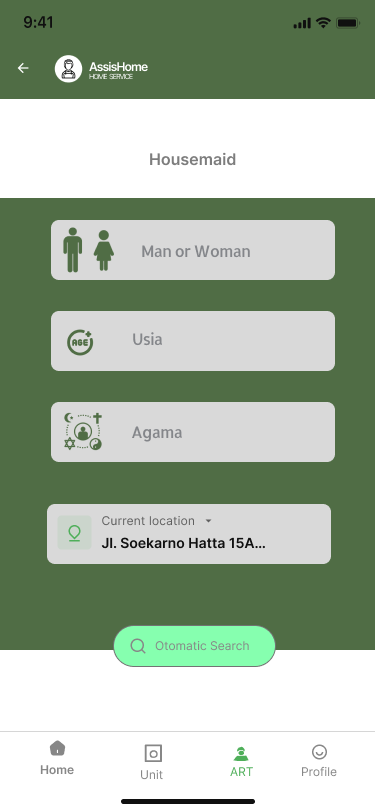 9:41
AssisHome
HOME SERVICE
Housemaid
Man or Woman
AGE
Usia
Agama
Current location
Jl. Soekarno Hatta 15A...
Otomatic Search
Home
Unit
ART
Profile